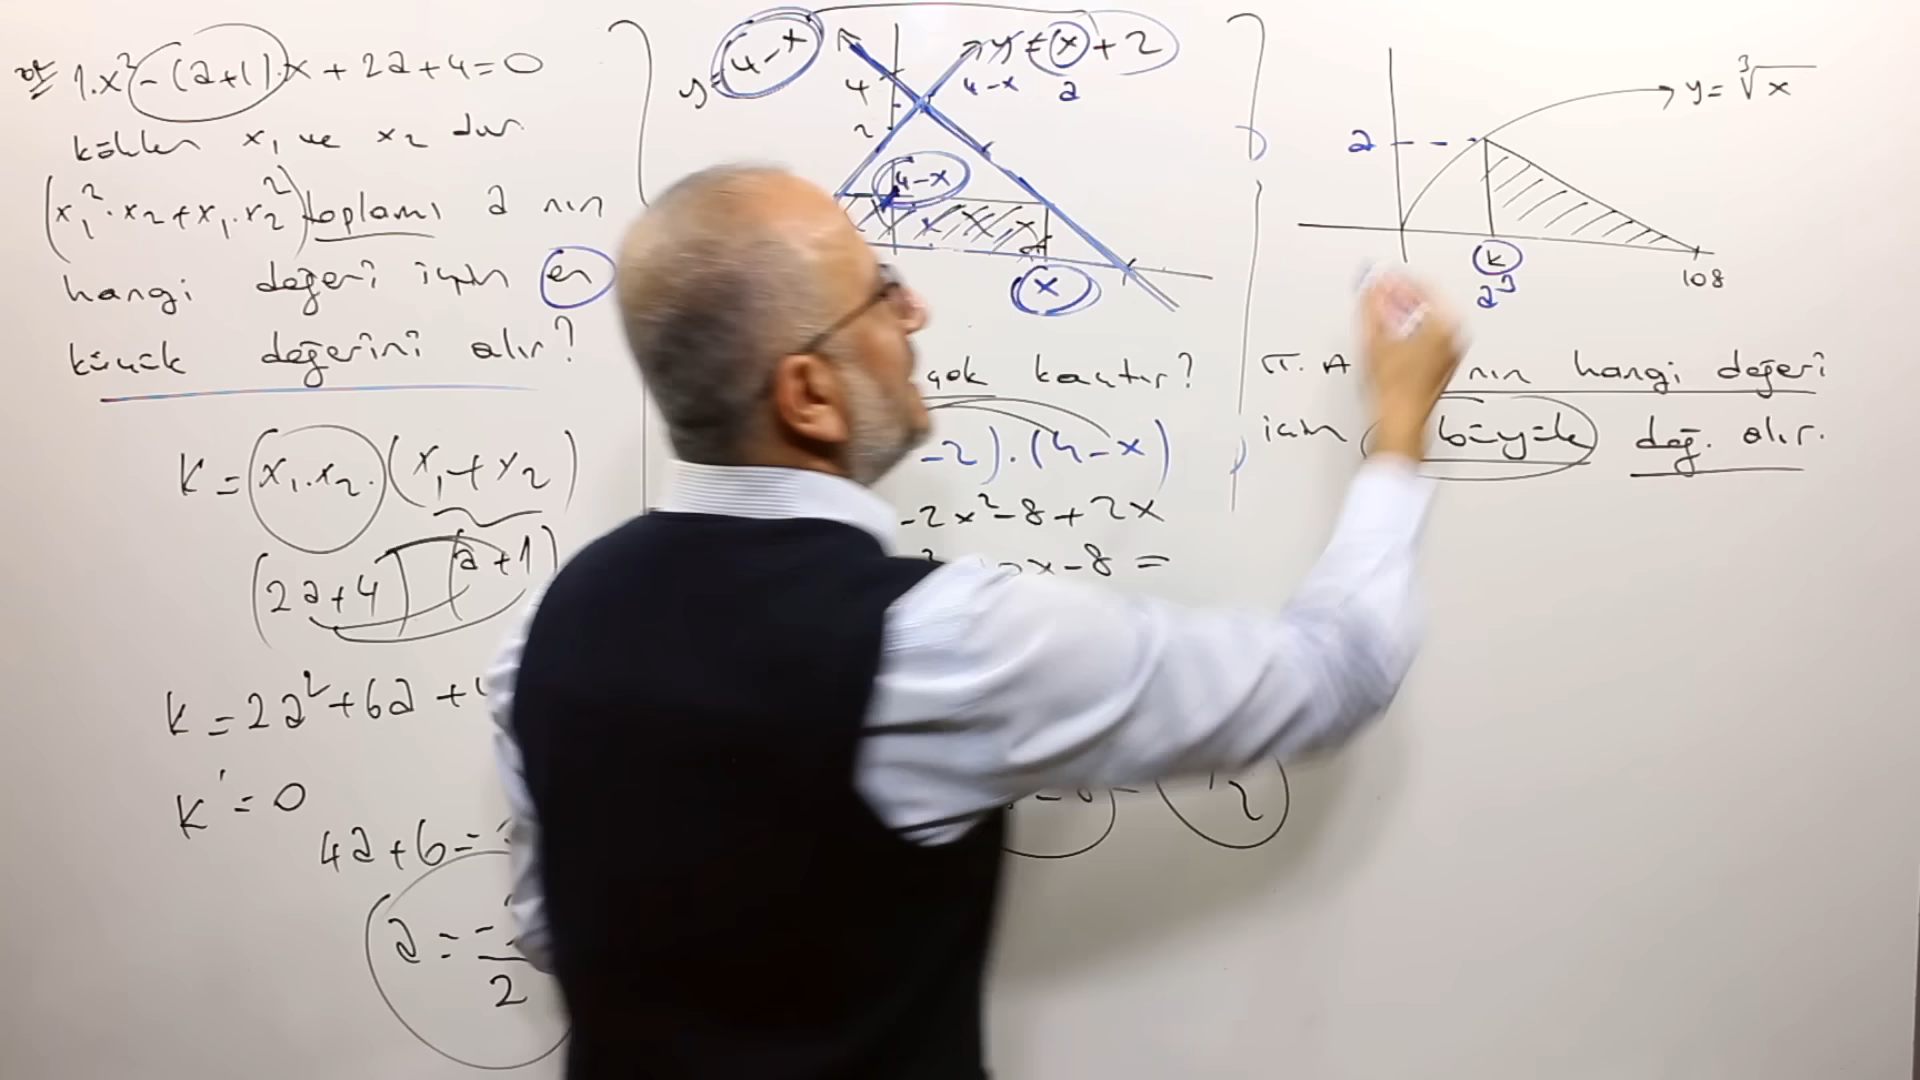 1.x² - (a+1).x + 2a+4=0
kökleri x₁ ve x₂ dur.
(x₁².x₂+x₁.x₂²) toplamı a nın
hangi değeri için en
küçük değerini alır?
K = (x₁.x₂).(x₁+x₂)
(2a+4) (a+1)
K = 2a²+6a+
K' = 0
4a+6=
a = -
2
y=4-x
y=x+2
4-x a
4
2
4-x
x
çok kaçtır?
-2).(4-x)
-2x²-8+2x
x-8=
y=∛x
a
k
a³
108
T.A nın hangi değeri
için büyük değ. alır.